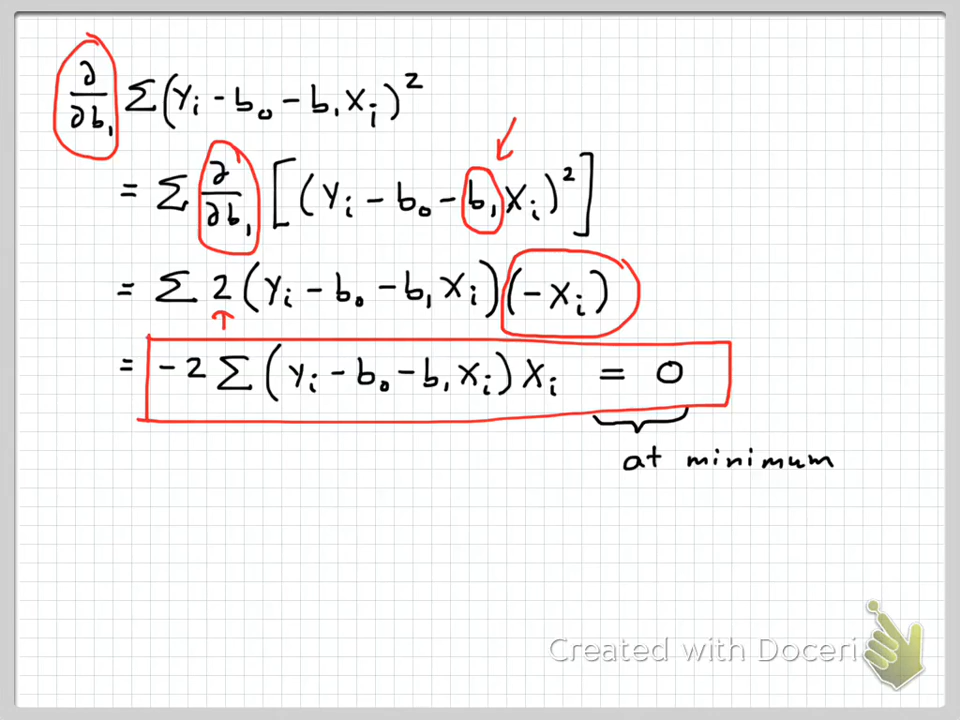 ∂/∂b₁ Σ(Yᵢ - b₀ - b₁Xᵢ)²
= Σ ∂/∂b₁ [(Yᵢ - b₀ - b₁Xᵢ)²]
= Σ 2(Yᵢ - b₀ - b₁Xᵢ)(-Xᵢ)
= -2Σ(Yᵢ - b₀ - b₁Xᵢ)Xᵢ = 0
at minimum
Created with Doceri